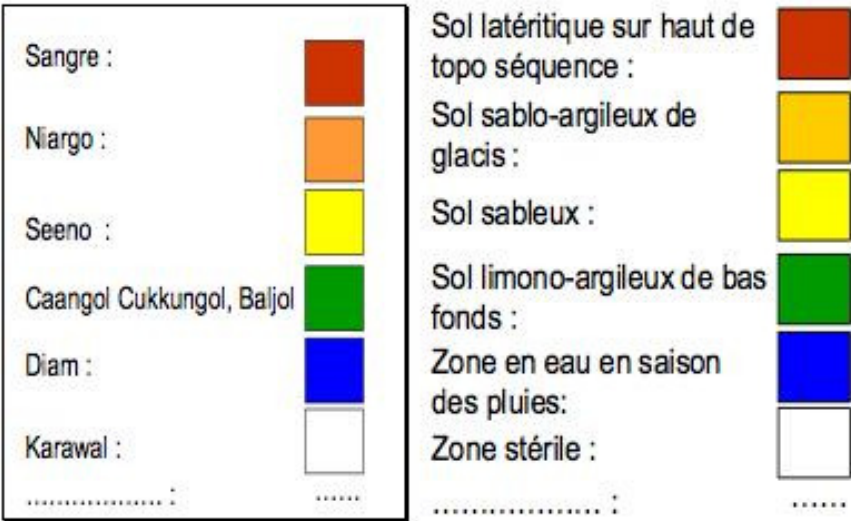 Sangre :
Niargo :
Seeno :
Caangol Cukkungol, Baljol
Diam :
Karawal :
.................. : ......
Sol latéritique sur haut de
topo séquence :
Sol sablo-argileux de
glacis :
Sol sableux :
Sol limono-argileux de bas
fonds :
Zone en eau en saison
des pluies:
Zone stérile :
.................. : ......